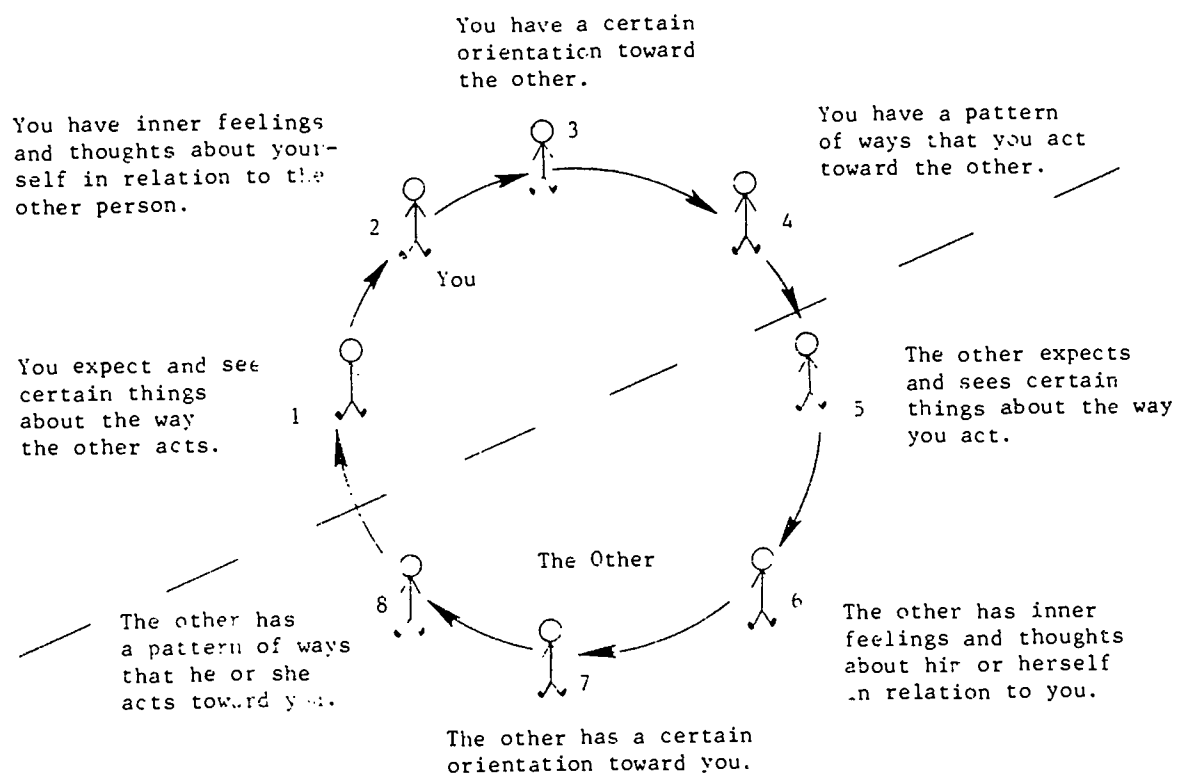 You have a certain
orientation toward
the other.
3
You have inner feelings
and thoughts about your-
self in relation to the
other person.
2
You have a pattern
of ways that you act
toward the other.
4
You
You expect and see
certain things
about the way
the other acts.
1
The other expects
and sees certain
things about the way
you act.
5
The Other
8
The other has
a pattern of ways
that he or she
acts toward
6
The other has inner
feelings and thoughts
about him or herself
in relation to you.
7
The other has a certain
orientation toward you.